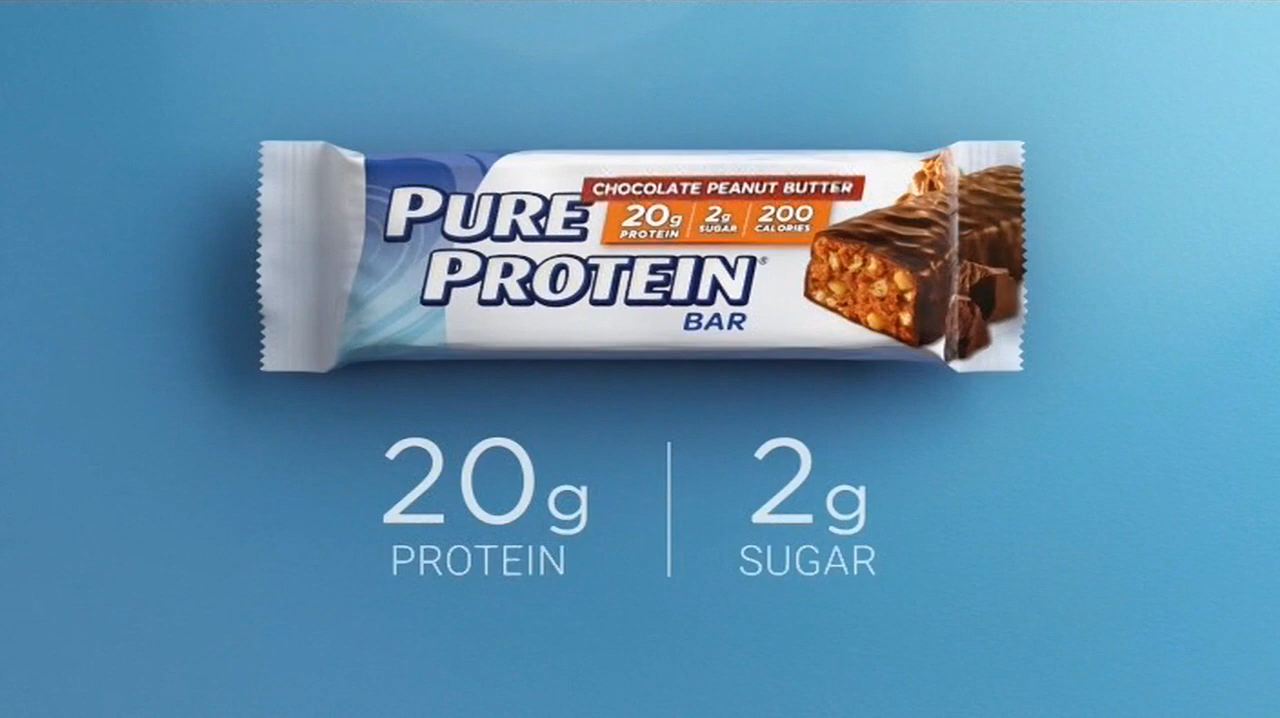 CHOCOLATE PEANUT BUTTER
PURE
20g PROTEIN
2g SUGAR
200 CALORIES
PROTEIN®
BAR
20g
PROTEIN
2g
SUGAR